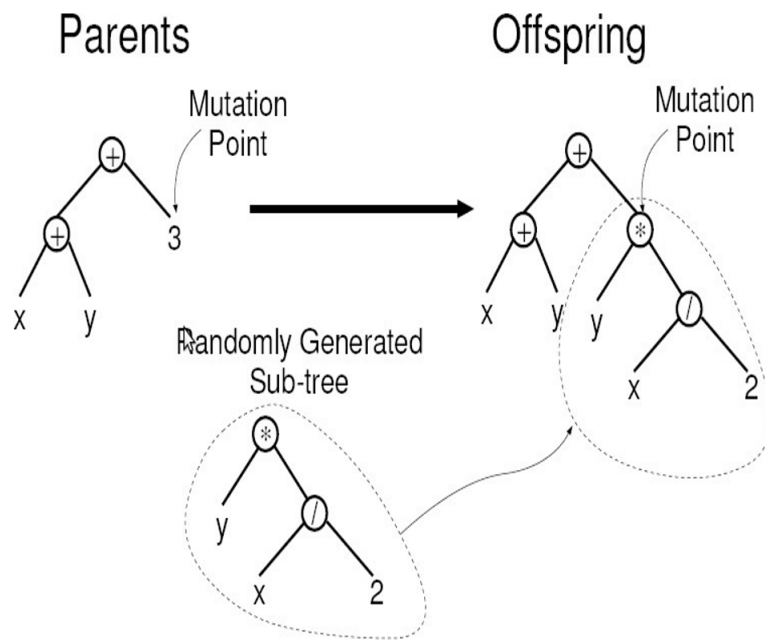 Parents
Offspring
Mutation
Point
Mutation
Point
+
+
+
3
+
*
x
y
x
y
y
/
x
2
Randomly Generated
Sub-tree
*
y
/
x
2